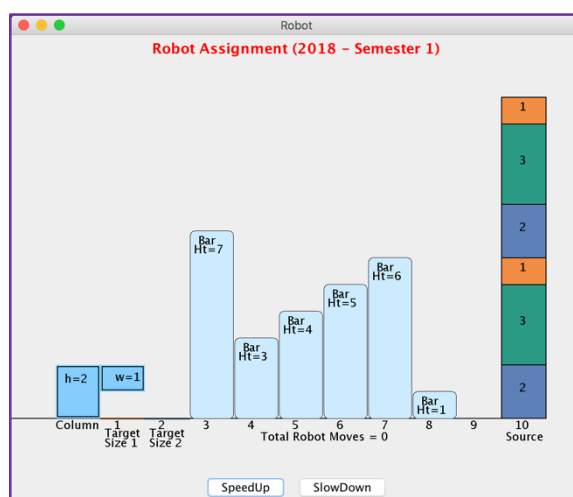 Robot
Robot Assignment (2018 - Semester 1)
1
3
2
1
3
2
Bar
Ht=7
Bar
Ht=6
Bar
Ht=5
Bar
Ht=4
Bar
Ht=3
Bar
Ht=1
h=2
w=1
Column 1 2 3 4 5 6 7 8 9 10
Target Size 1
Target Size 2
Total Robot Moves = 0
Source
SpeedUp
SlowDown